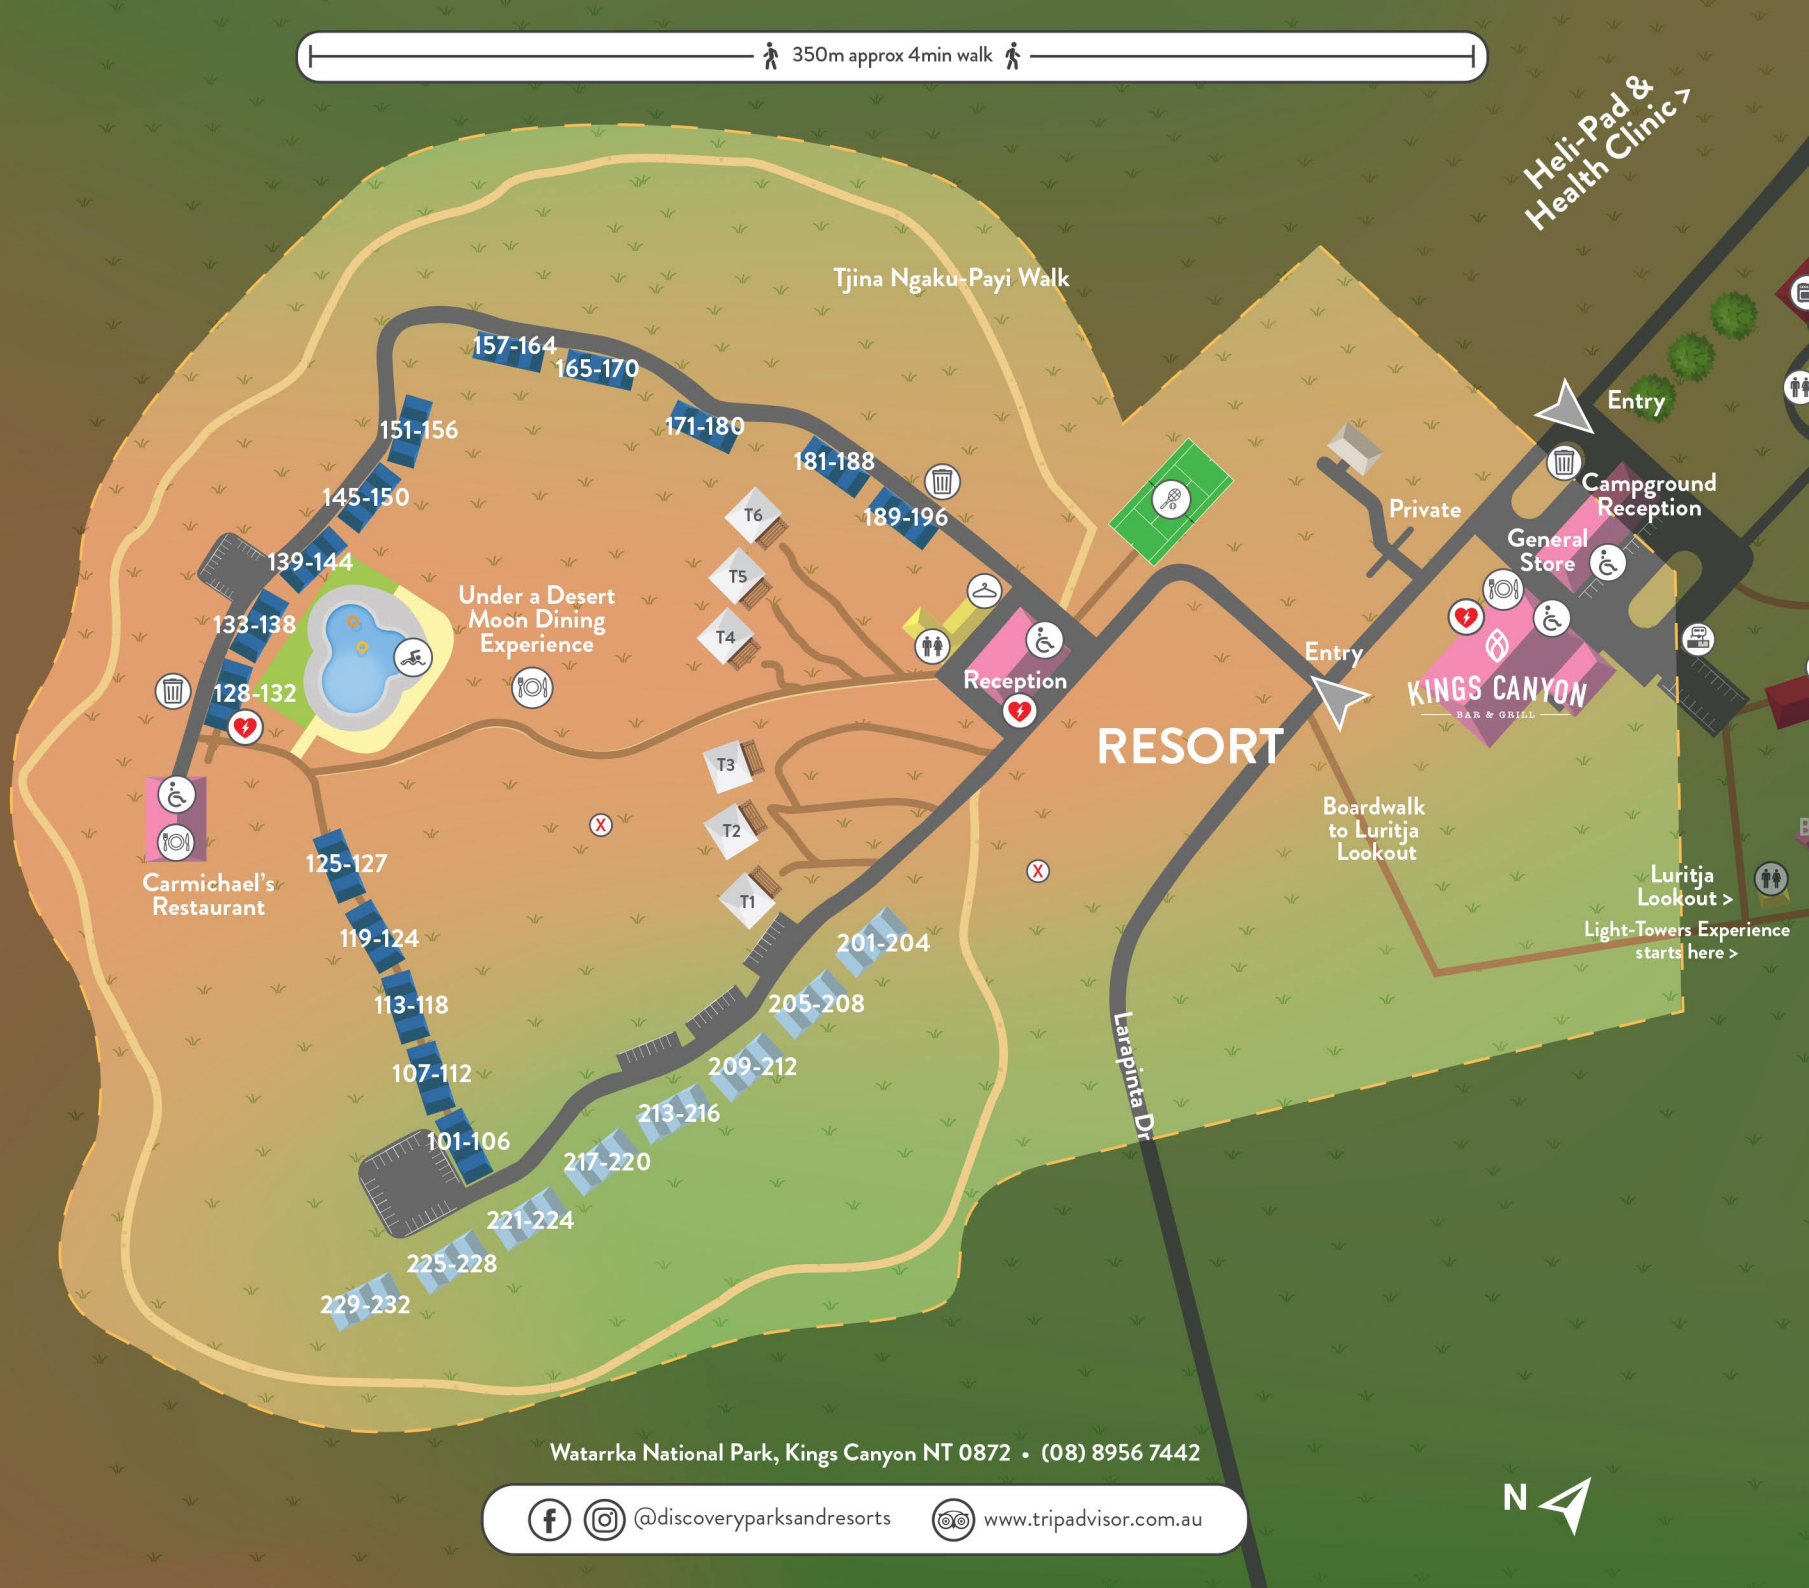 350m approx 4min walk
Heli-Pad &
Health Clinic >
Tjina Ngaku-Payi Walk
157-164
165-170
151-156
171-180
181-188
145-150
189-196
139-144
133-138
128-132
Entry
Campground
Reception
Private
General
Store
T6
T5
T4
Under a Desert
Moon Dining
Experience
Reception
Entry
KINGS CANYON
BAR & GRILL
RESORT
T3
T2
T1
X
X
Boardwalk
to Luritja
Lookout
Carmichael's
Restaurant
125-127
119-124
113-118
107-112
101-106
Luritja
Lookout >
Light-Towers Experience
starts here >
201-204
205-208
209-212
213-216
217-220
221-224
225-228
229-232
Larapinta Dr
Watarrka National Park, Kings Canyon NT 0872 • (08) 8956 7442
@discoveryparksandresorts
www.tripadvisor.com.au
N